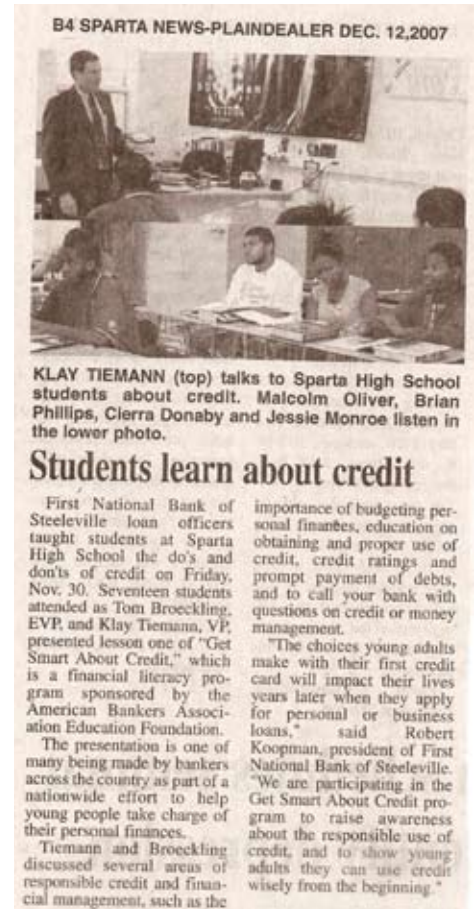 B4 SPARTA NEWS-PLAINDEALER DEC. 12,2007
KLAY TIEMANN (top) talks to Sparta High School
students about credit. Malcolm Oliver, Brian
Phillips, Cierra Donaby and Jessie Monroe listen in
the lower photo.
Students learn about credit
First National Bank of
Steeleville loan officers
taught students at Sparta
High School the do's and
don'ts of credit on Friday,
Nov. 30. Seventeen students
attended as Tom Broeckling,
EVP, and Klay Tiemann, VP,
presented lesson one of "Get
Smart About Credit," which
is a financial literacy pro-
gram sponsored by the
American Bankers Associ-
ation Education Foundation.
The presentation is one of
many being made by bankers
across the country as part of a
nationwide effort to help
young people take charge of
their personal finances.
Tiemann and Broeckling
discussed several areas of
responsible credit and finan-
cial management, such as the
importance of budgeting per-
sonal finances, education on
obtaining and proper use of
credit, credit ratings and
prompt payment of debts,
and to call your bank with
questions on credit or money
management.
"The choices young adults
make with their first credit
card will impact their lives
years later when they apply
for personal or business
loans," said Robert
Koopman, president of First
National Bank of Steeleville.
"We are participating in the
Get Smart About Credit pro-
gram to raise awareness
about the responsible use of
credit, and to show young
adults they can use credit
wisely from the beginning."